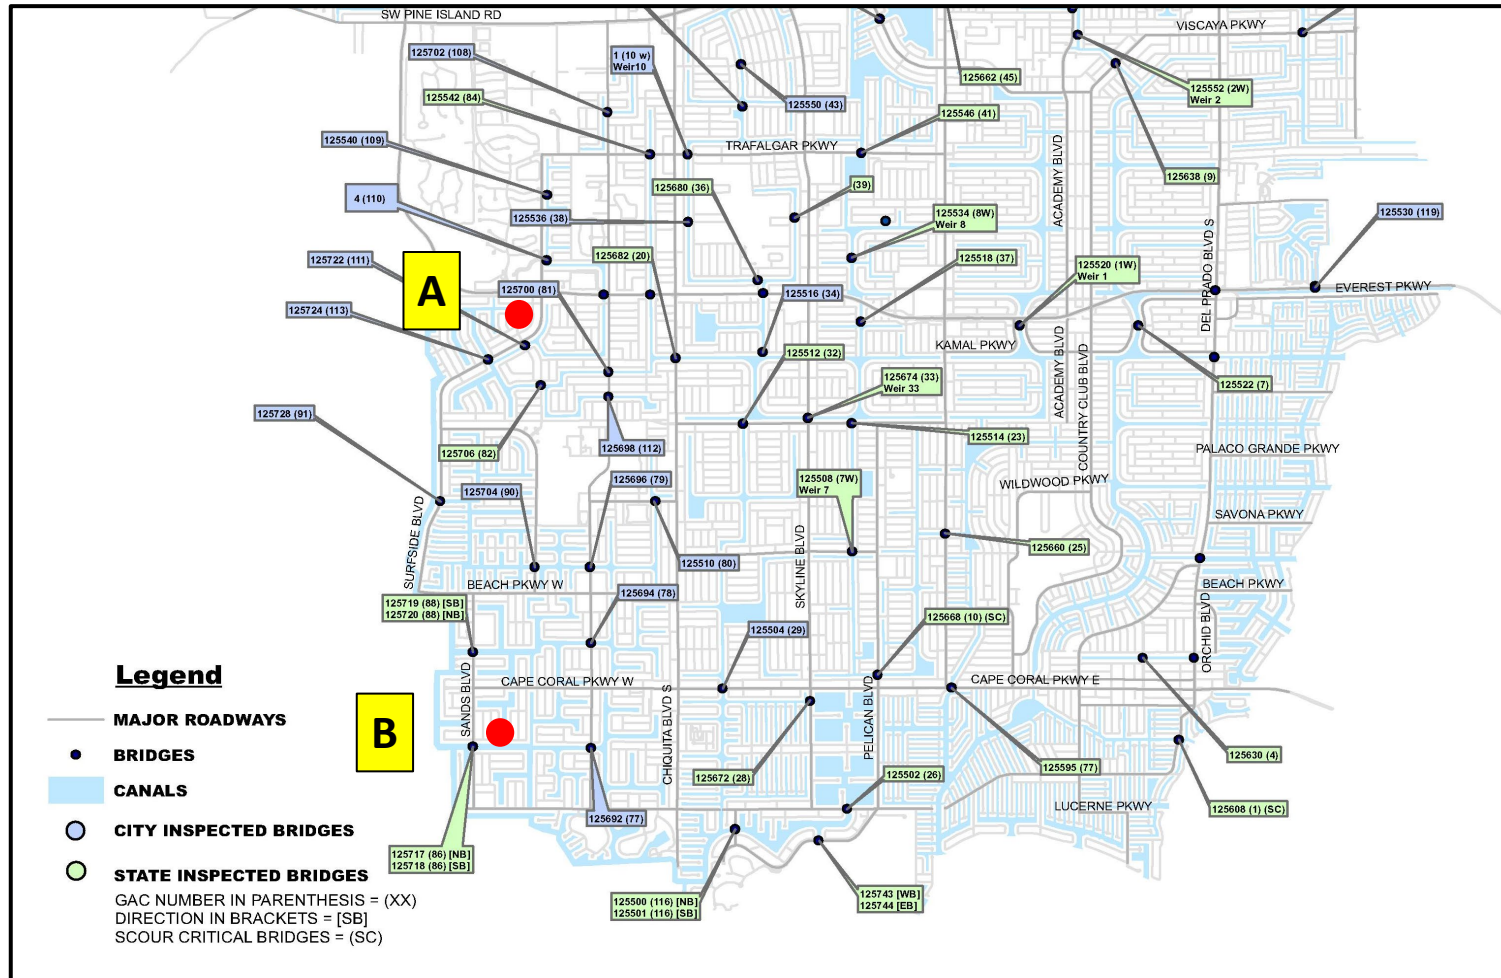 SW PINE ISLAND RD
VISCAYA PKWY
125702 (108)
1 (10 w)
Weir10
125662 (45)
125552 (2W)
Weir 2
125542 (84)
125550 (43)
125546 (41)
125540 (109)
TRAFALGAR PKWY
ACADEMY BLVD
125638 (9)
125680 (36)
(39)
4 (110)
125536 (38)
125534 (8W)
Weir 8
125530 (119)
DEL PRADO BLVD S
125722 (111)
A
125682 (20)
125518 (37)
125520 (1W)
Weir 1
125700 (81)
125516 (34)
EVEREST PKWY
125724 (113)
KAMAL PKWY
125512 (32)
ACADEMY BLVD
COUNTRY CLUB BLVD
125674 (33)
Weir 33
125522 (7)
125728 (91)
125706 (82)
125698 (112)
125514 (23)
PALACO GRANDE PKWY
125704 (90)
125696 (79)
125508 (7W)
Weir 7
WILDWOOD PKWY
SAVONA PKWY
SURFSIDE BLVD
125510 (80)
SKYLINE BLVD
125660 (25)
BEACH PKWY W
BEACH PKWY
125719 (88) [SB]
125720 (88) [NB]
125694 (78)
125504 (29)
125668 (10) (SC)
ORCHID BLVD
Legend
SANDS BLVD
CAPE CORAL PKWY W
CAPE CORAL PKWY E
MAJOR ROADWAYS
B
CHIQUITA BLVD S
PELICAN BLVD
BRIDGES
125630 (4)
125672 (28)
125502 (26)
125595 (77)
CANALS
125692 (77)
LUCERNE PKWY
125608 (1) (SC)
CITY INSPECTED BRIDGES
125717 (86) [NB]
125718 (86) [SB]
STATE INSPECTED BRIDGES
GAC NUMBER IN PARENTHESIS = (XX)
125500 (116) [NB]
125501 (116) [SB]
125743 [WB]
125744 [EB]
DIRECTION IN BRACKETS = [SB]
SCOUR CRITICAL BRIDGES = (SC)